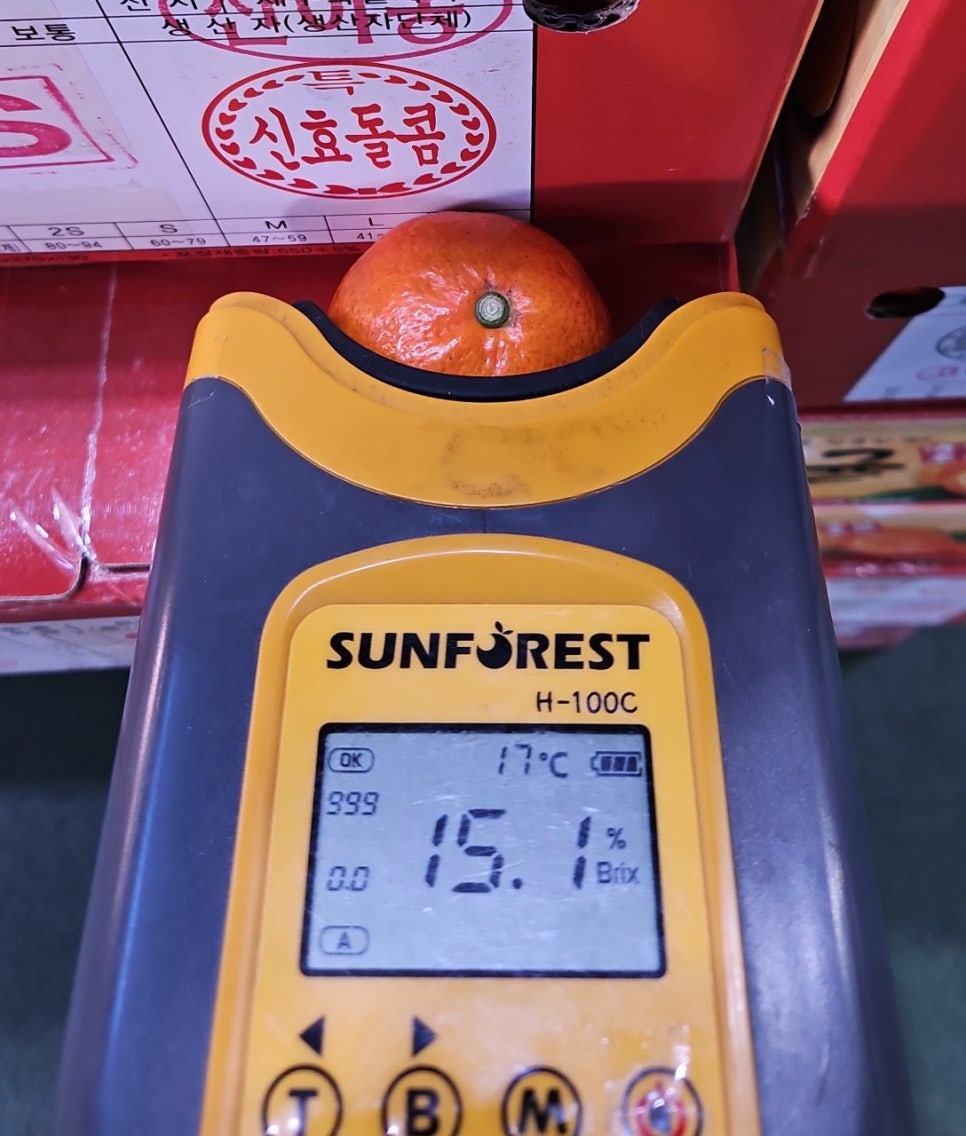 보통
생 산 자(생산자단체)
특
신효돌콤
S
2S
S
M
L
80~94
60~79
47~59
41~
SUNFOREST
H-100C
OK
17°C
999
15.1 % Brix
0.0
A
T
B
M